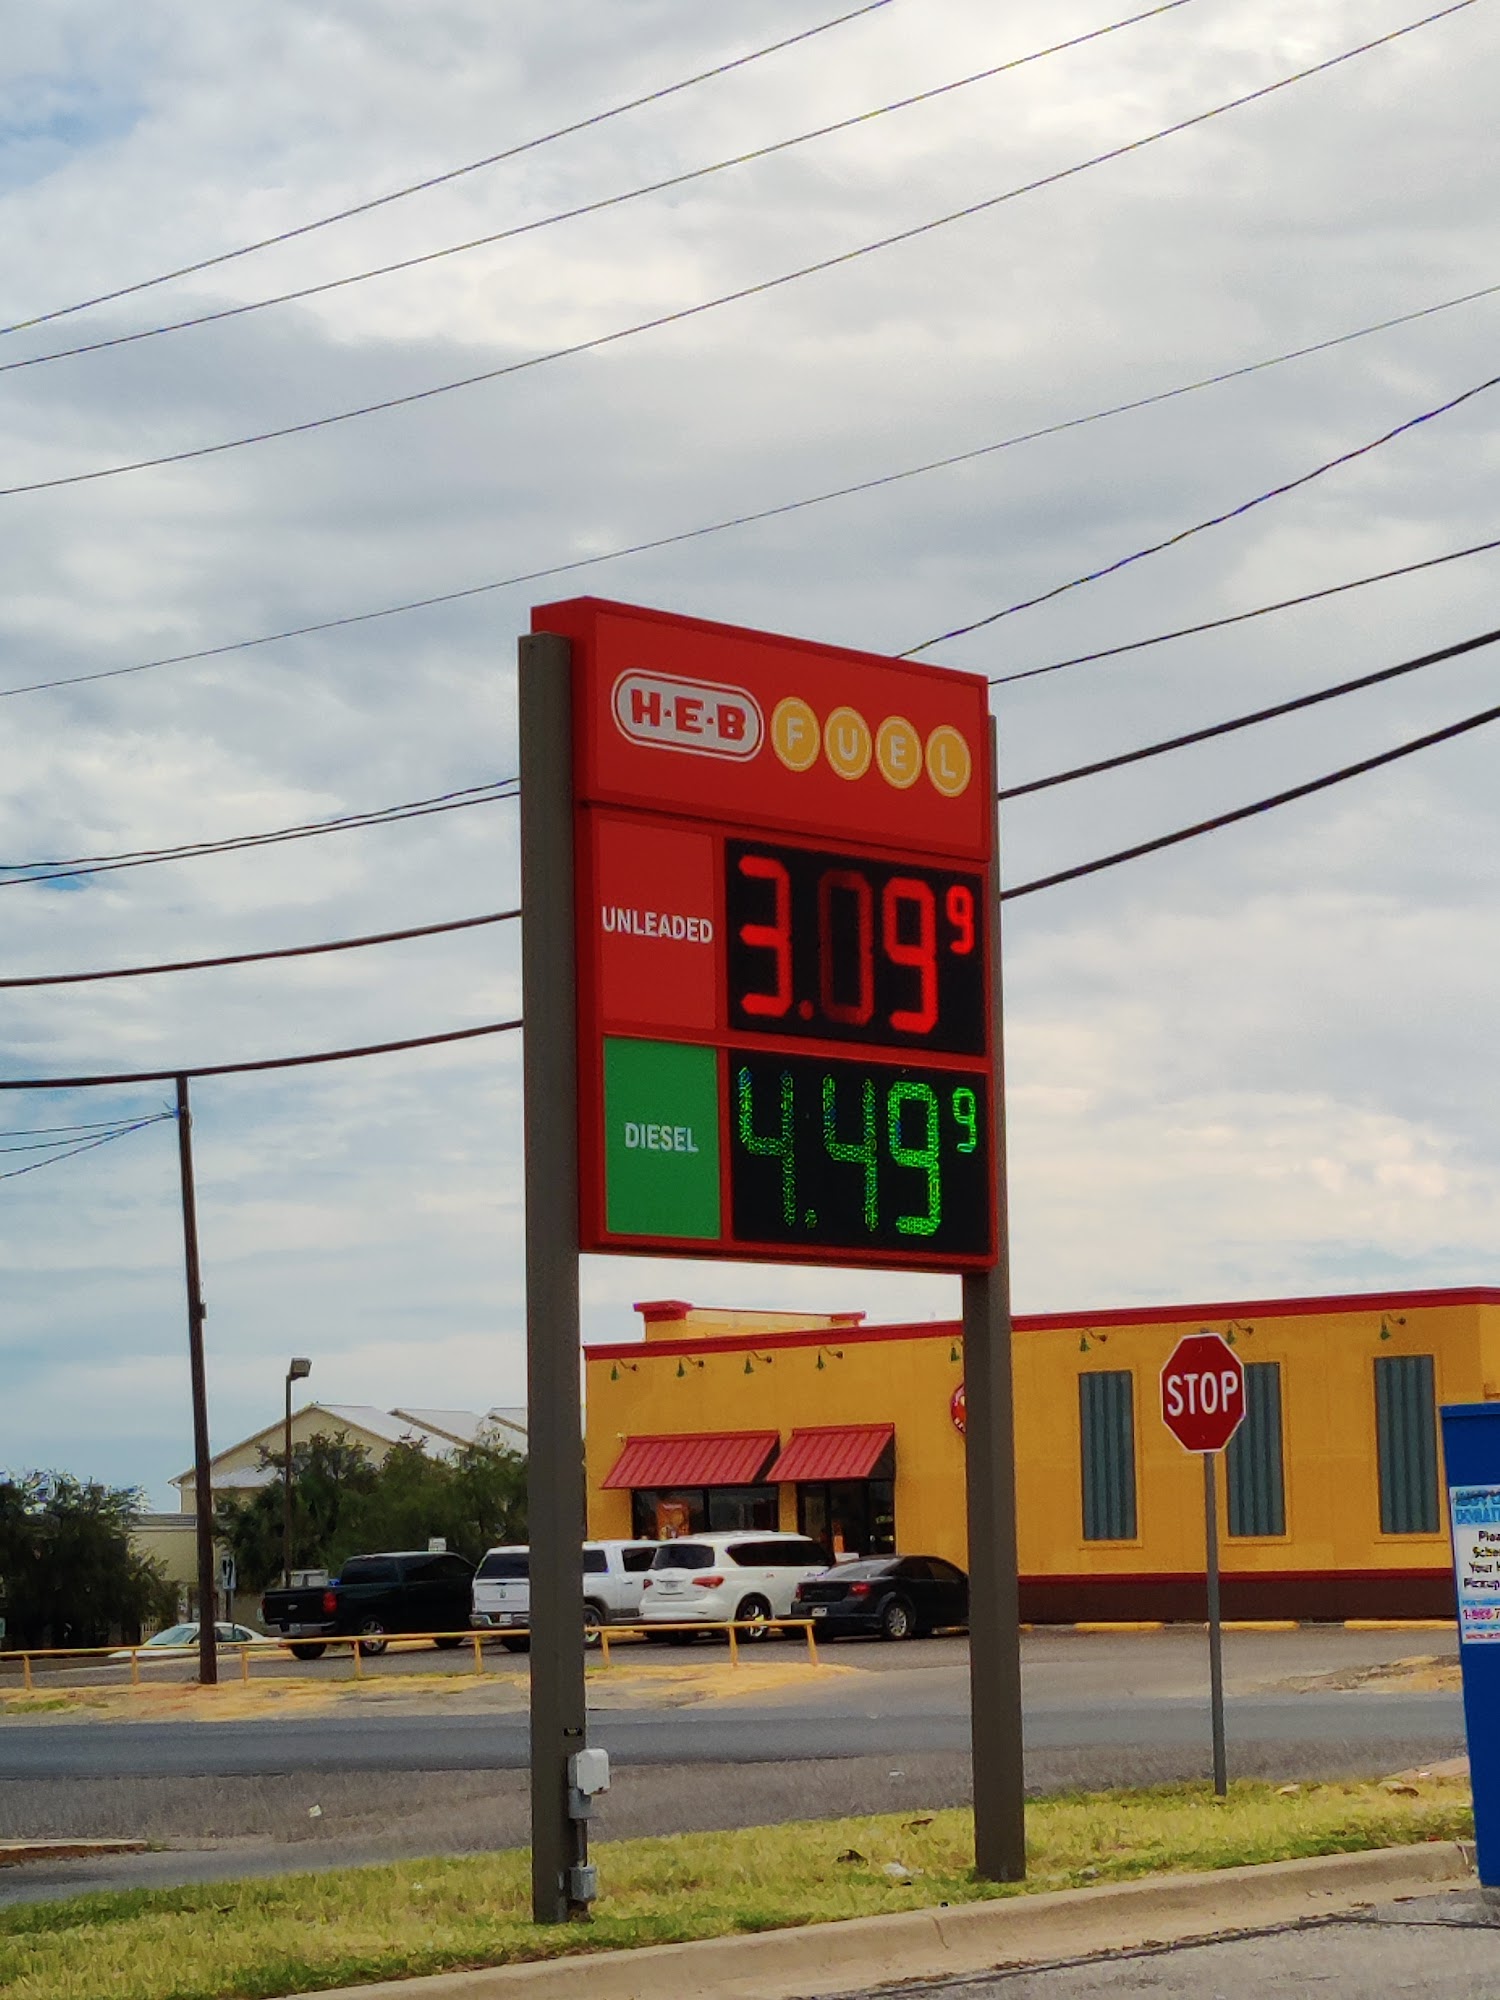 H·E·B FUEL
UNLEADED 3.09 9
DIESEL 4.49 9
STOP